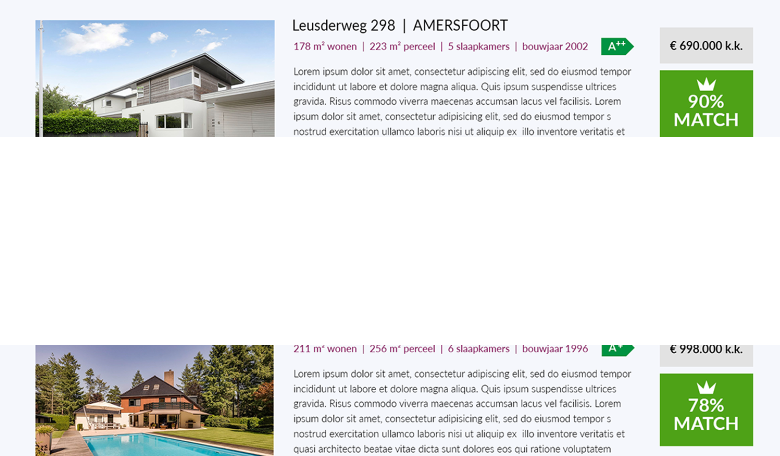 Leusderweg 298 | AMERSFOORT
178 m² wonen | 223 m² perceel | 5 slaapkamers | bouwjaar 2002
A++
€ 690.000 k.k.
Lorem ipsum dolor sit amet, consectetur adipiscing elit, sed do eiusmod tempor
incididunt ut labore et dolore magna aliqua. Quis ipsum suspendisse ultrices
gravida. Risus commodo viverra maecenas accumsan lacus vel facilisis. Lorem
ipsum dolor sit amet, consectetur adipisicing elit, sed do eiusmod tempor s
nostrud exercitation ullamco laboris nisi ut aliquip ex illo inventore veritatis et
90%
MATCH
211 m² wonen | 256 m² perceel | 6 slaapkamers | bouwjaar 1996
A+
€ 998.000 k.k.
Lorem ipsum dolor sit amet, consectetur adipiscing elit, sed do eiusmod tempor
incididunt ut labore et dolore magna aliqua. Quis ipsum suspendisse ultrices
gravida. Risus commodo viverra maecenas accumsan lacus vel facilisis. Lorem
ipsum dolor sit amet, consectetur adipisicing elit, sed do eiusmod tempor s
nostrud exercitation ullamco laboris nisi ut aliquip ex illo inventore veritatis et
quasi architecto beatae vitae dicta sunt dolores eos qui ratione voluptatem
78%
MATCH